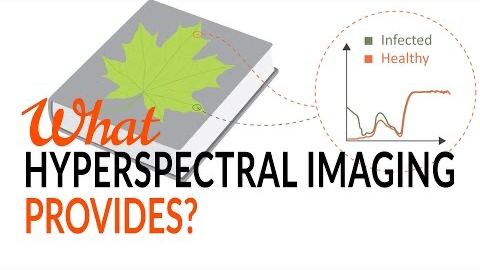 Infected
Healthy
What
HYPERSPECTRAL IMAGING
PROVIDES?